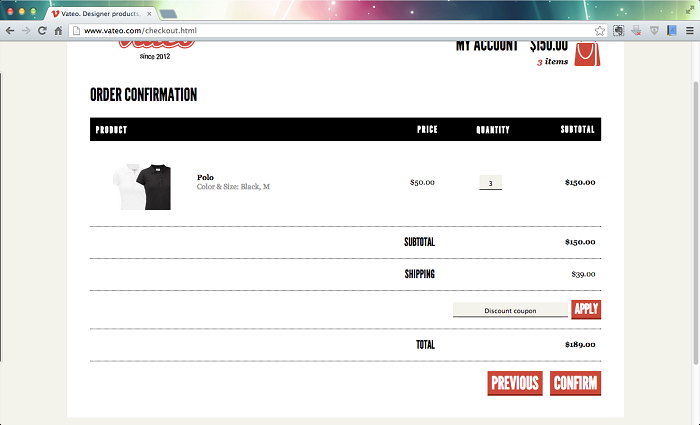 Vateo. Designer products,
www.vateo.com/checkout.html
Vateo
since 2012
MY ACCOUNT $150.00
3 items
ORDER CONFIRMATION
PRODUCT PRICE QUANTITY SUBTOTAL
Polo
Color & Size: Black, M
$50.00 3 $150.00
SUBTOTAL $150.00
SHIPPING $39.00
Discount coupon APPLY
TOTAL $189.00
PREVIOUS CONFIRM